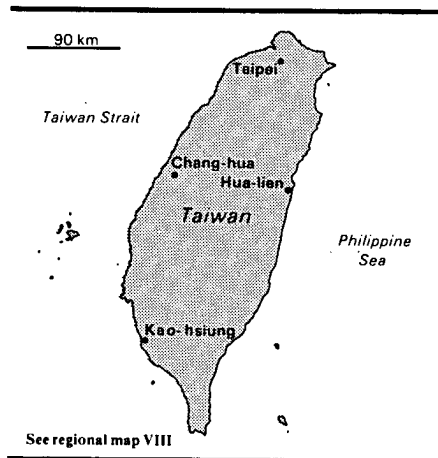 90 km
Taipei
Taiwan Strait
Chang-hua
Hua-lien
Taiwan
Philippine
Sea
Kao-hsiung
See regional map VIII